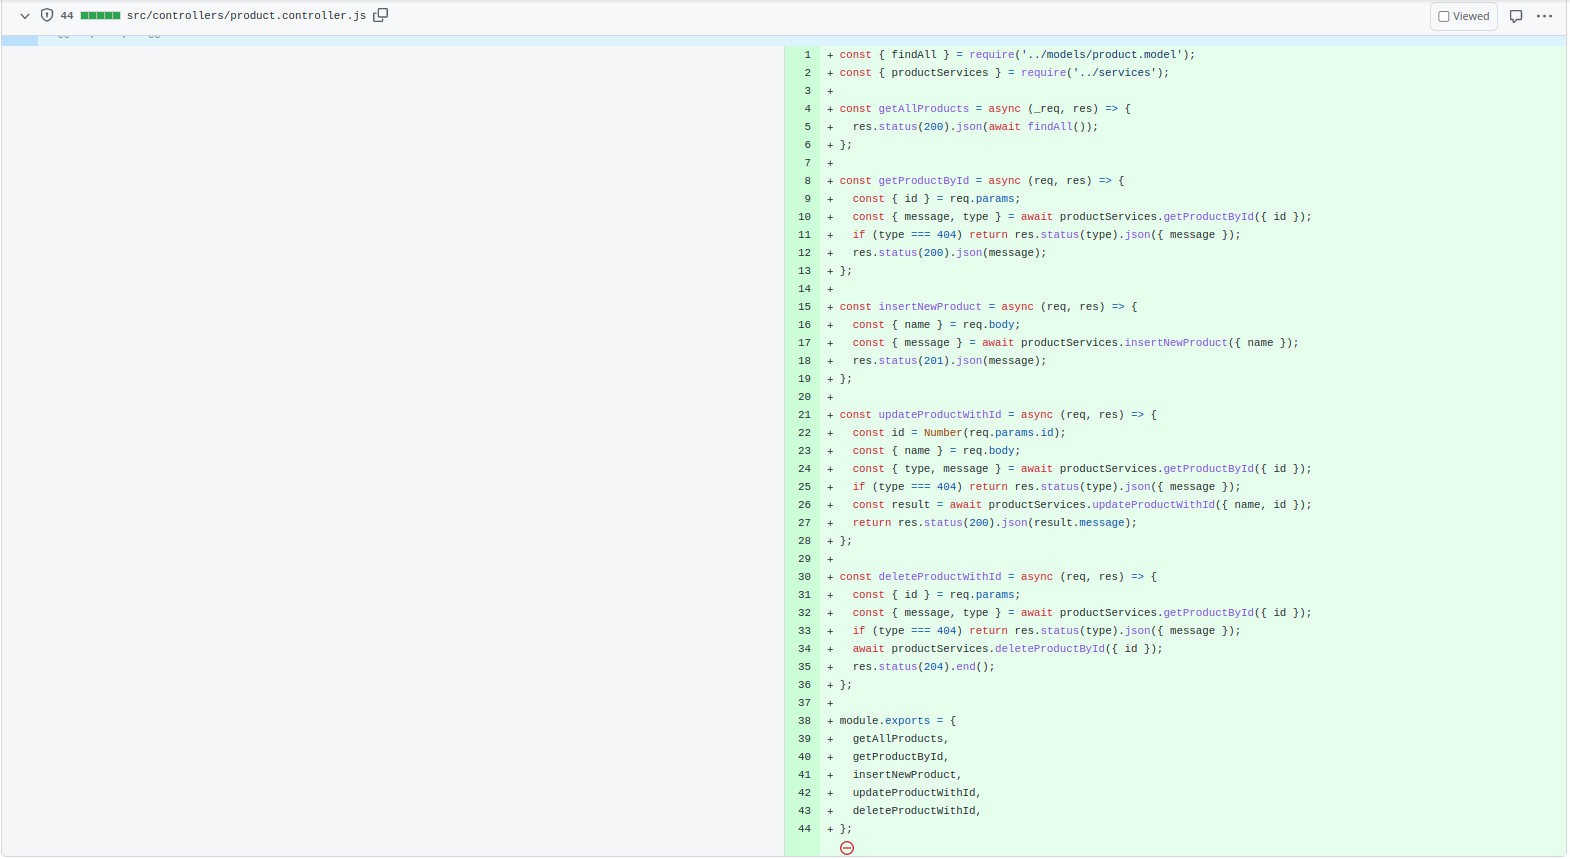 44 src/controllers/product.controller.js Viewed
1 + const { findAll } = require('../models/product.model');
2 + const { productServices } = require('../services');
3 +
4 + const getAllProducts = async (_req, res) => {
5 +   res.status(200).json(await findAll());
6 + };
7 +
8 + const getProductById = async (req, res) => {
9 +   const { id } = req.params;
10 +   const { message, type } = await productServices.getProductById({ id });
11 +   if (type === 404) return res.status(type).json({ message });
12 +   res.status(200).json(message);
13 + };
14 +
15 + const insertNewProduct = async (req, res) => {
16 +   const { name } = req.body;
17 +   const { message } = await productServices.insertNewProduct({ name });
18 +   res.status(201).json(message);
19 + };
20 +
21 + const updateProductWithId = async (req, res) => {
22 +   const id = Number(req.params.id);
23 +   const { name } = req.body;
24 +   const { type, message } = await productServices.getProductById({ id });
25 +   if (type === 404) return res.status(type).json({ message });
26 +   const result = await productServices.updateProductWithId({ name, id });
27 +   return res.status(200).json(result.message);
28 + };
29 +
30 + const deleteProductWithId = async (req, res) => {
31 +   const { id } = req.params;
32 +   const { message, type } = await productServices.getProductById({ id });
33 +   if (type === 404) return res.status(type).json({ message });
34 +   await productServices.deleteProductById({ id });
35 +   res.status(204).end();
36 + };
37 +
38 + module.exports = {
39 +   getAllProducts,
40 +   getProductById,
41 +   insertNewProduct,
42 +   updateProductWithId,
43 +   deleteProductWithId,
44 + };